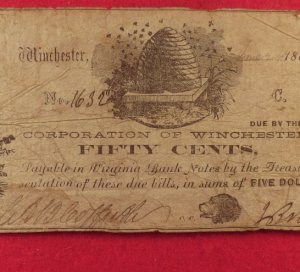 Winchester, 18
No. 1632 C.
DUE BY THE
CORPORATION OF WINCHESTER
FIFTY CENTS,
Payable in Virginia Bank Notes by the Treas
sentation of these due bills, in sums of FIVE DOL